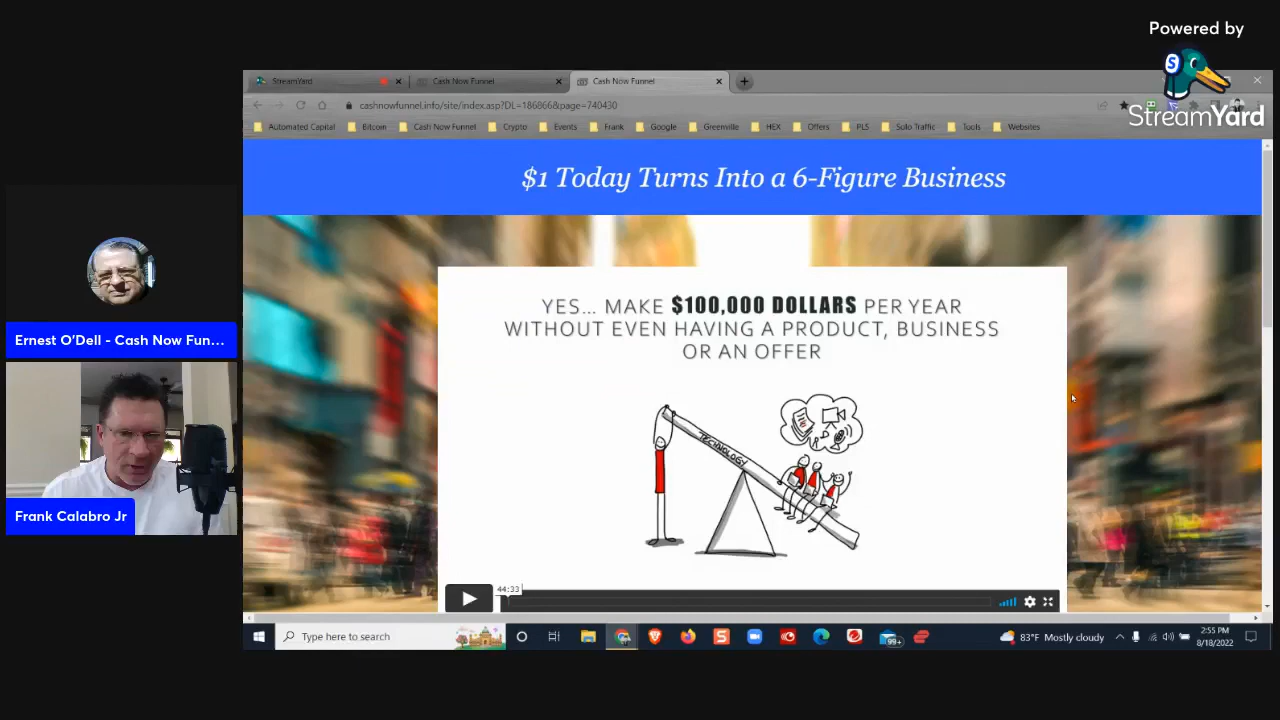 Powered by
StreamYard
StreamYard
Cash Now Funnel
Cash Now Funnel
cashnowfunnel.info/site/index.asp?DL=186866&page=740430
Automated Capital
Bitcoin
Cash Now Funnel
Crypto
Events
Frank
Google
Greenville
HEX
Offers
PLS
Solo Traffic
Tools
Websites
$1 Today Turns Into a 6-Figure Business
YES... MAKE $100,000 DOLLARS PER YEAR
WITHOUT EVEN HAVING A PRODUCT, BUSINESS
OR AN OFFER
TECHNOLOGY
44:33
Ernest O'Dell - Cash Now Fun...
Frank Calabro Jr
Type here to search
99+
83°F Mostly cloudy
2:55 PM
8/18/2022